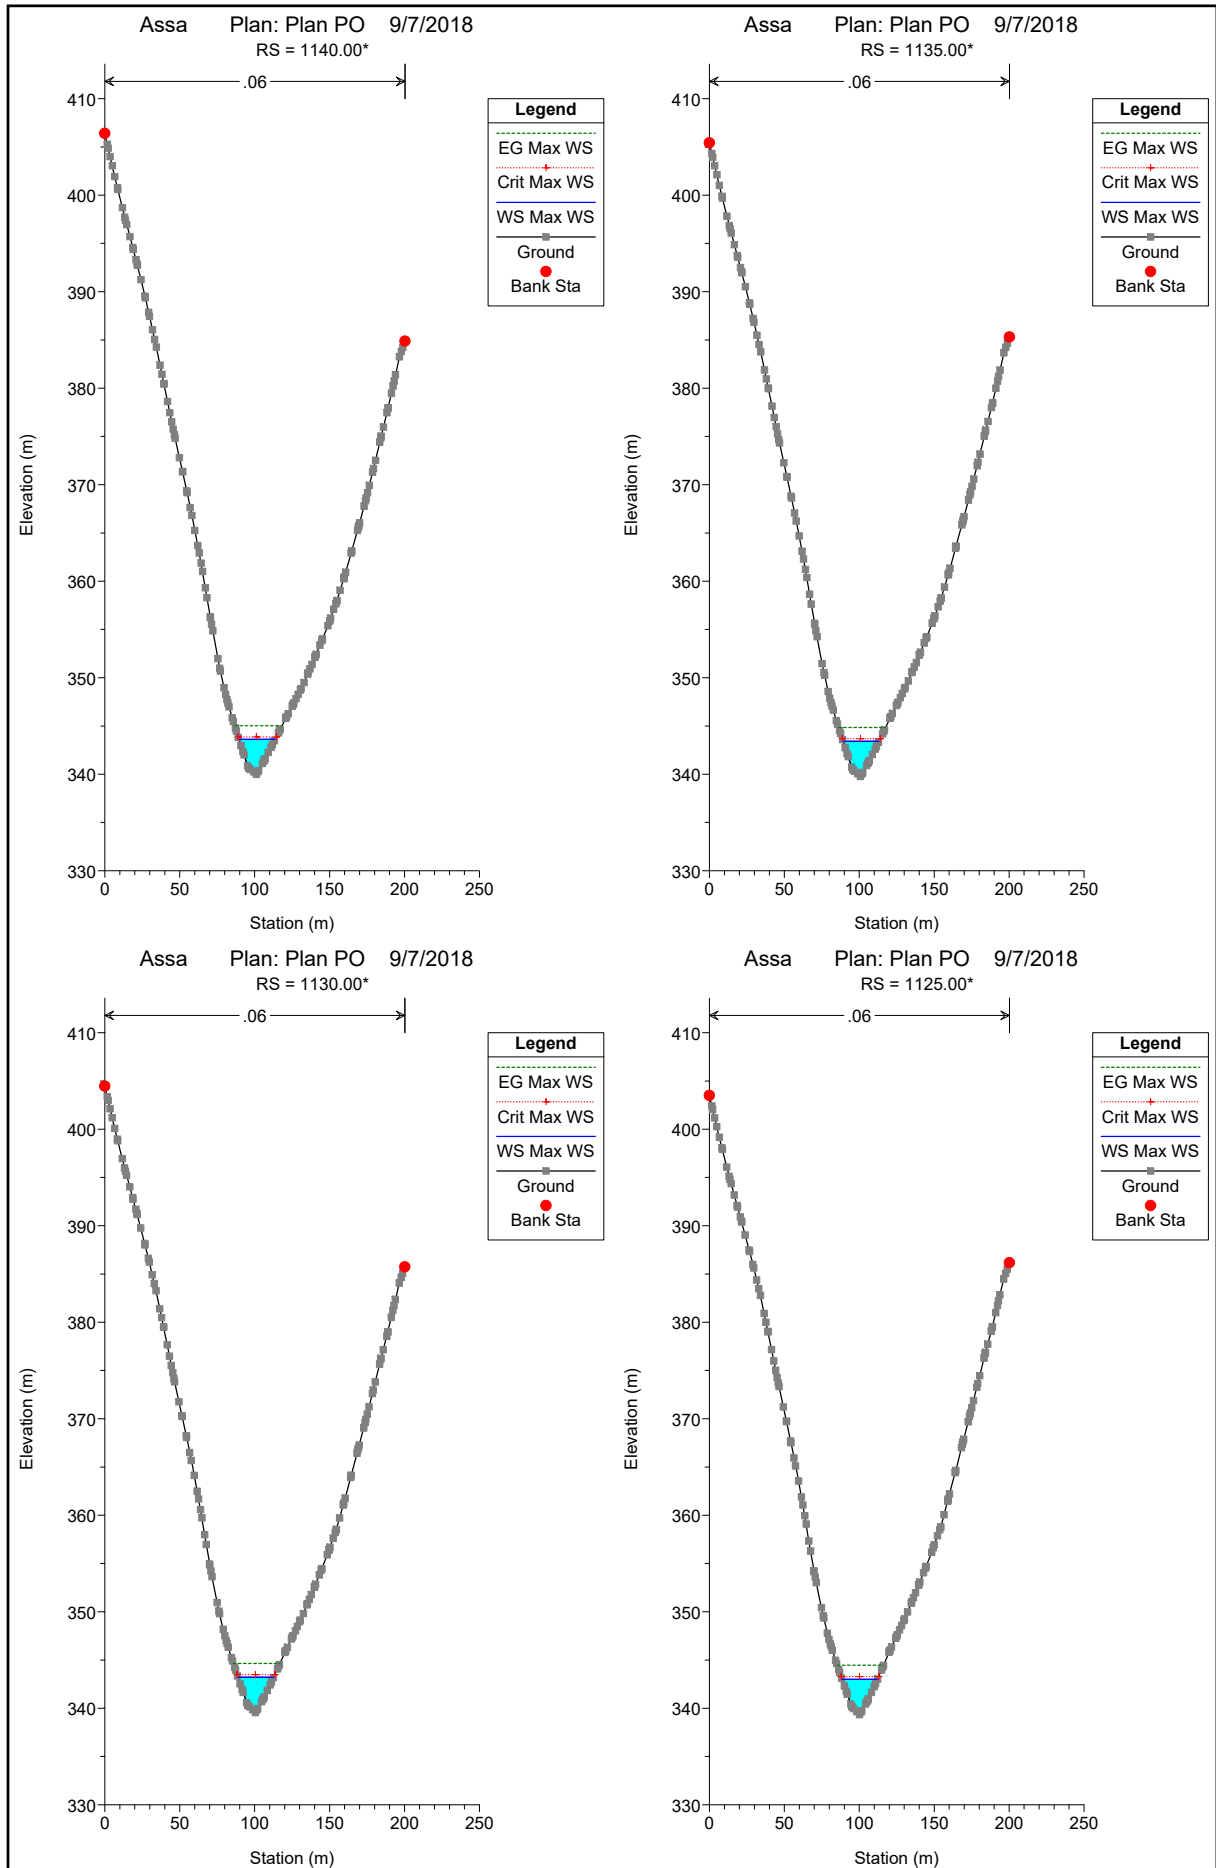 Assa Plan: Plan PO 9/7/2018
RS = 1140.00*
.06
410
400
390
380
370
360
350
340
330
Elevation (m)
0 50 100 150 200 250
Station (m)
Legend
EG Max WS
Crit Max WS
WS Max WS
Ground
Bank Sta
Assa Plan: Plan PO 9/7/2018
RS = 1135.00*
.06
410
400
390
380
370
360
350
340
330
Elevation (m)
0 50 100 150 200 250
Station (m)
Legend
EG Max WS
Crit Max WS
WS Max WS
Ground
Bank Sta
Assa Plan: Plan PO 9/7/2018
RS = 1130.00*
.06
410
400
390
380
370
360
350
340
330
Elevation (m)
0 50 100 150 200 250
Station (m)
Legend
EG Max WS
Crit Max WS
WS Max WS
Ground
Bank Sta
Assa Plan: Plan PO 9/7/2018
RS = 1125.00*
.06
410
400
390
380
370
360
350
340
330
Elevation (m)
0 50 100 150 200 250
Station (m)
Legend
EG Max WS
Crit Max WS
WS Max WS
Ground
Bank Sta